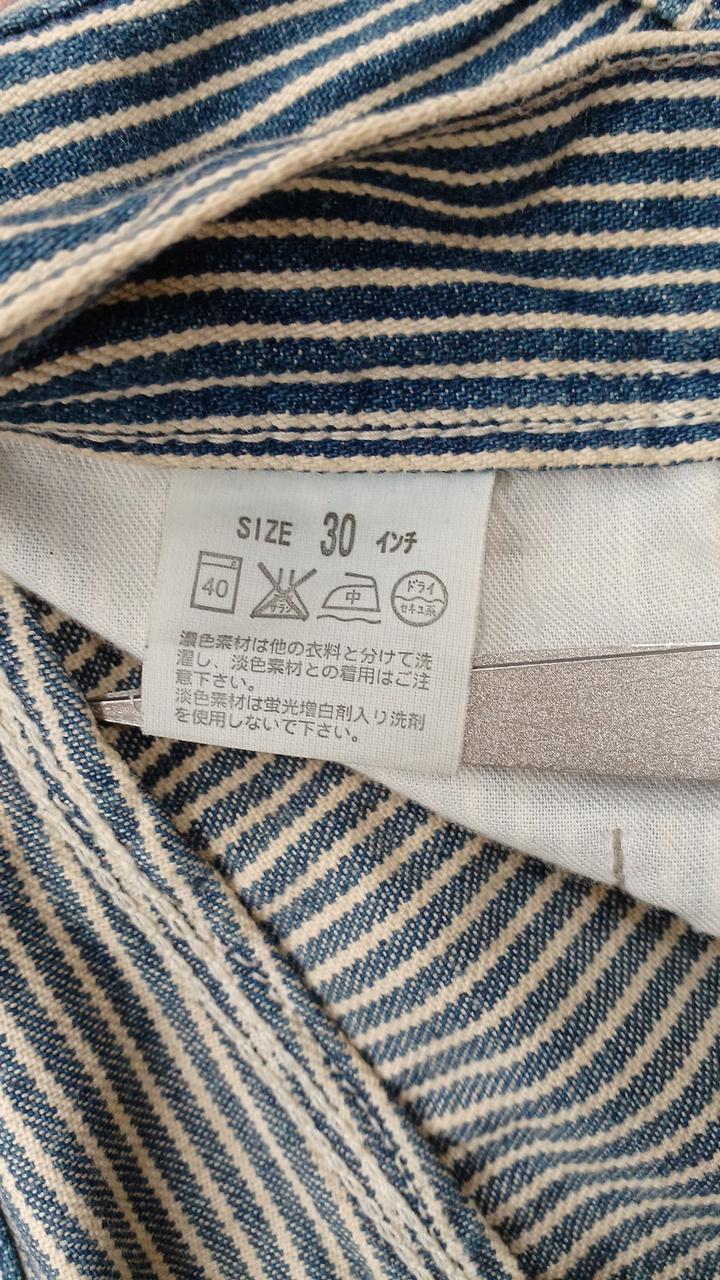 SIZE 30 インチ
40 サラシ 中 ドライ
セキユ系
濃色素材は他の衣料と分けて洗
濯し、淡色素材との着用はご注
意下さい。
淡色素材は蛍光増白剤入り洗剤
を使用しないで下さい。